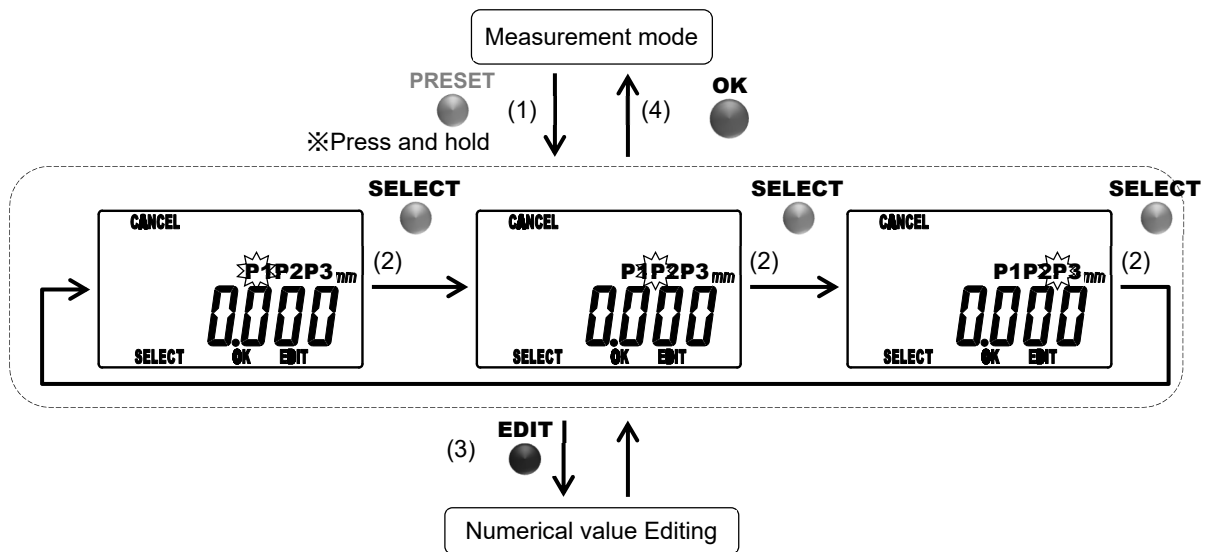 Measurement mode
PRESET
(1)
(4)
OK
※Press and hold
SELECT
SELECT
SELECT
CANCEL
P1P2P3mm
0.000
SELECT OK EDIT
(2)
CANCEL
P1P2P3mm
0.000
SELECT OK EDIT
(2)
CANCEL
P1P2P3mm
0.000
SELECT OK EDIT
(2)
EDIT
(3)
Numerical value Editing